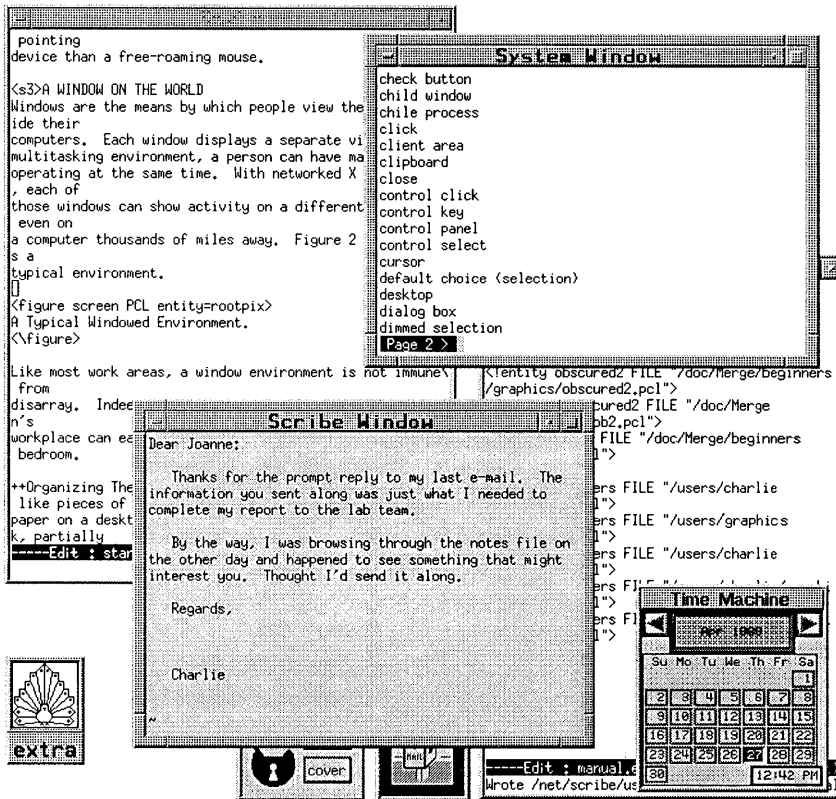 pointing
device than a free-roaming mouse.
<s3>A WINDOW ON THE WORLD
Windows are the means by which people view the
ide their
computers.  Each window displays a separate vi
multitasking environment, a person can have ma
operating at the same time.  With networked X
, each of
those windows can show activity on a different
even on
a computer thousands of miles away.  Figure 2
s a
typical environment.
<figure screen PCL entity=rootpix>
A Typical Windowed Environment.
<\figure>
Like most work areas, a window environment is not immune\
from
disarray.  Indee
n's
workplace can ea
bedroom.
++Organizing The
like pieces of
paper on a deskt
k, partially
-----Edit : star
System Window
check button
child window
chile process
click
client area
clipboard
close
control click
control key
control panel
control select
cursor
default choice (selection)
desktop
dialog box
dimmed selection
Page 2 >
<!entity obscured2 FILE "/doc/Merge/beginners
/graphics/obscured2.pcl">
cured2 FILE "/doc/Merge
ob2.pcl">
FILE "/doc/Merge/beginners
l">
ers FILE "/users/charlie
l">
ers FILE "/users/graphics
l">
ers FILE "/users/charlie
l">
ers FILE
l">
ers
l">
-----Edit : manual.
Wrote /net/scribe/us
Scribe Window
Dear Joanne:
Thanks for the prompt reply to my last e-mail.  The
information you sent along was just what I needed to
complete my report to the lab team.
By the way, I was browsing through the notes file on
the other day and happened to see something that might
interest you.  Thought I'd send it along.
Regards,
Charlie
~
Time Machine
Apr
Su Mo Tu We Th Fr Sa
1
2 3 4 5 6 7 8
9 10 11 12 13 14 15
16 17 18 19 20 21 22
23 24 25 26 27 28 29
30
12:42 PM
extra
cover
MAIL